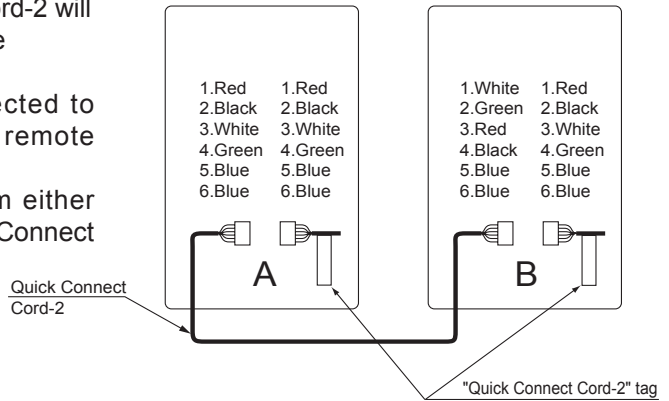 ord-2 will
e
ected to
remote
n either
Connect
1.Red 1.Red
2.Black 2.Black
3.White 3.White
4.Green 4.Green
5.Blue 5.Blue
6.Blue 6.Blue
A
1.White 1.Red
2.Green 2.Black
3.Red 3.White
4.Black 4.Green
5.Blue 5.Blue
6.Blue 6.Blue
B
Quick Connect
Cord-2
"Quick Connect Cord-2" tag